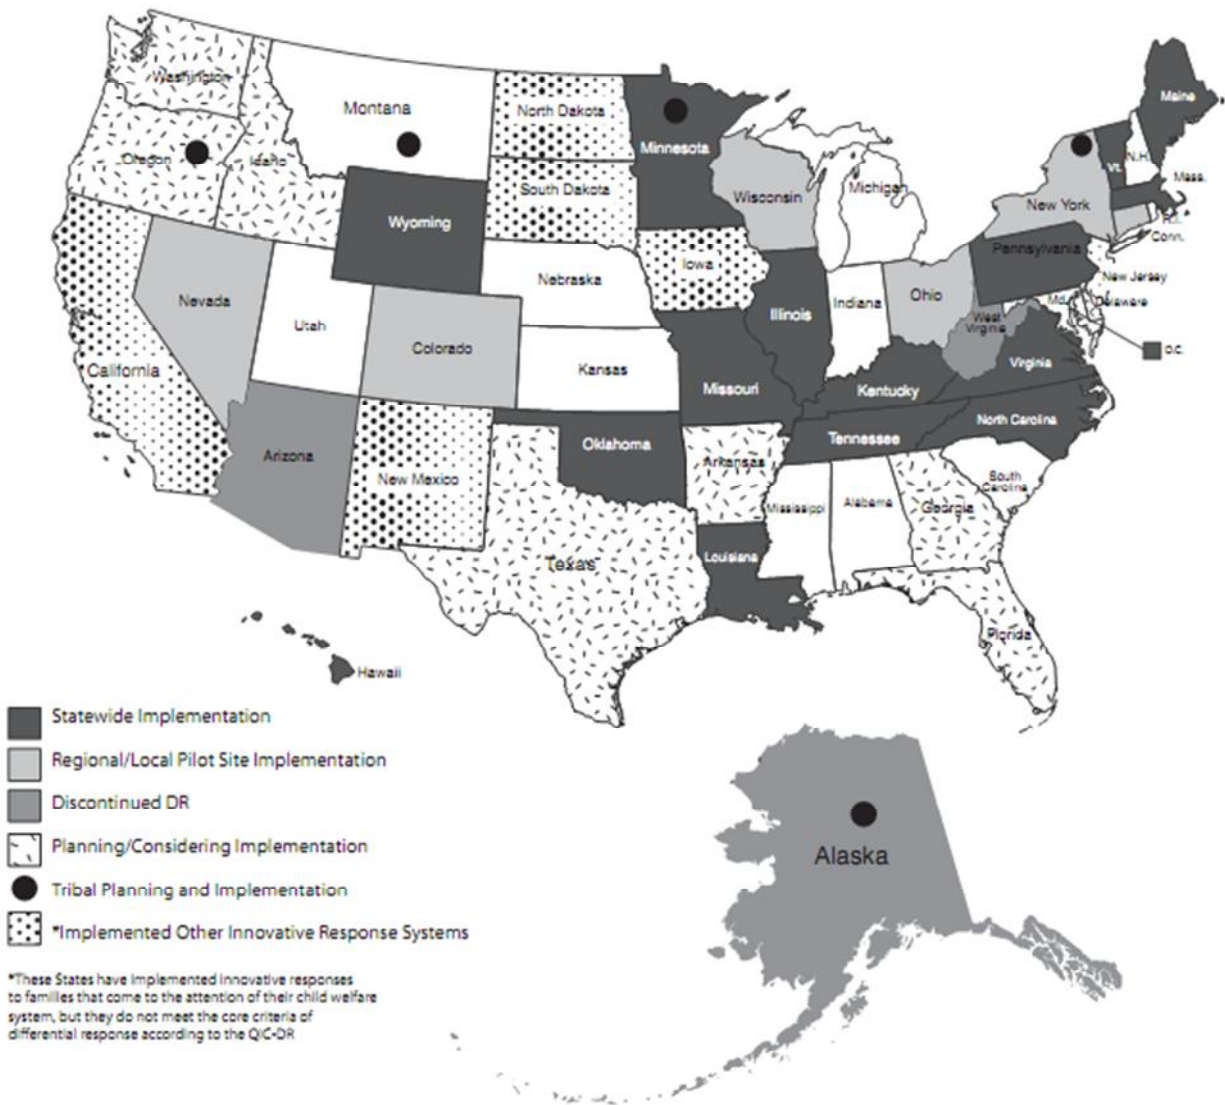 Washington
Montana
North Dakota
Minnesota
Maine
Oregon
Idaho
South Dakota
Wisconsin
Michigan
Vt.
N.H.
Mass.
Wyoming
New York
R.I.
Conn.
Iowa
Pennsylvania
Nebraska
New Jersey
Nevada
Utah
Illinois
Indiana
Ohio
Md.
Delaware
West
Virginia
D.C.
Colorado
California
Kansas
Missouri
Kentucky
Virginia
North Carolina
Tennessee
Oklahoma
Arizona
New Mexico
Arkansas
South
Carolina
Mississippi
Alabama
Georgia
Texas
Louisiana
Florida
Hawaii
Alaska
Statewide Implementation
Regional/Local Pilot Site Implementation
Discontinued DR
Planning/Considering Implementation
Tribal Planning and Implementation
*Implemented Other Innovative Response Systems
*These States have implemented innovative responses
to families that come to the attention of their child welfare
system, but they do not meet the core criteria of
differential response according to the QIC-DR